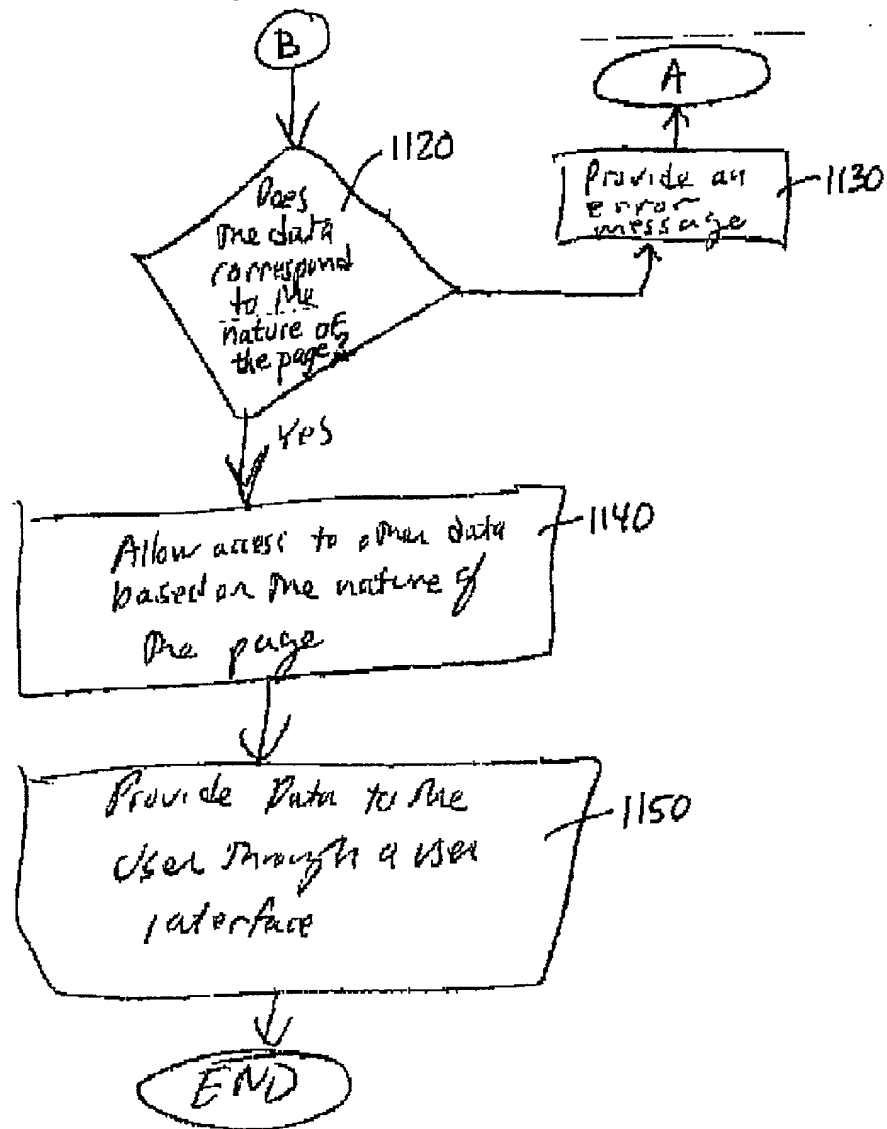 B
A
1120
Does
the data
correspond
to the
nature of
the page?
Provide an
error
message
1130
Yes
Allow access to other data
based on the nature of
the page
1140
Provide Data to the
User through a user
interface
1150
END